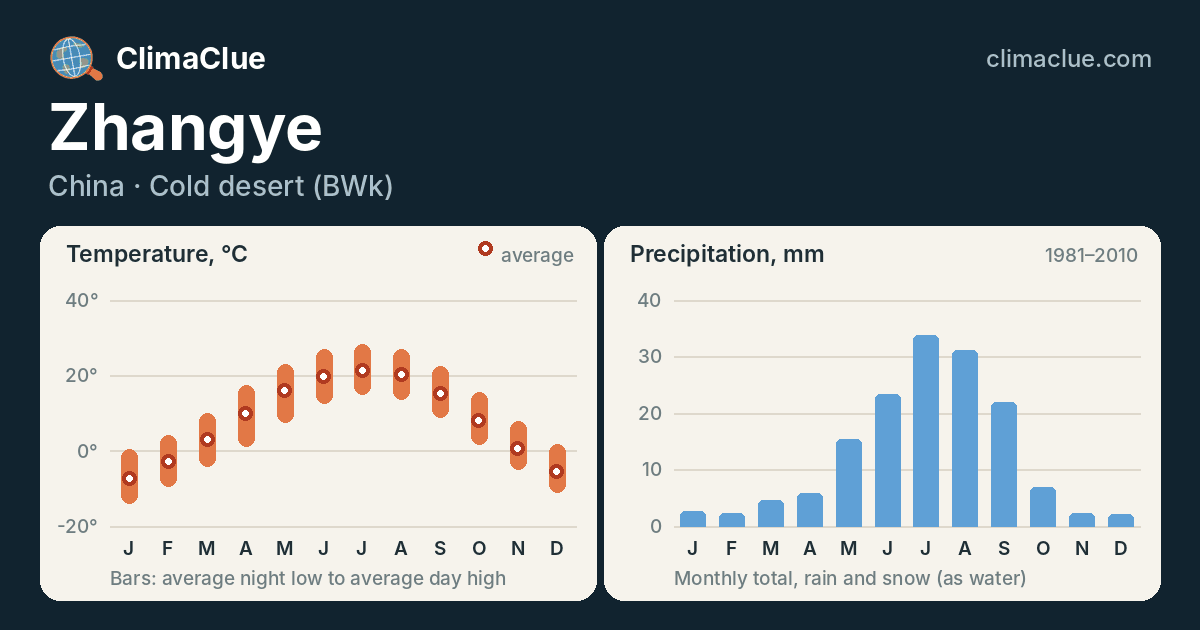 ClimaClue
climaclue.com
Zhangye
China · Cold desert (BWk)
Temperature, °C
average
40°
20°
0°
-20°
J F M A M J J A S O N D
Bars: average night low to average day high
Precipitation, mm
1981–2010
40
30
20
10
0
J F M A M J J A S O N D
Monthly total, rain and snow (as water)